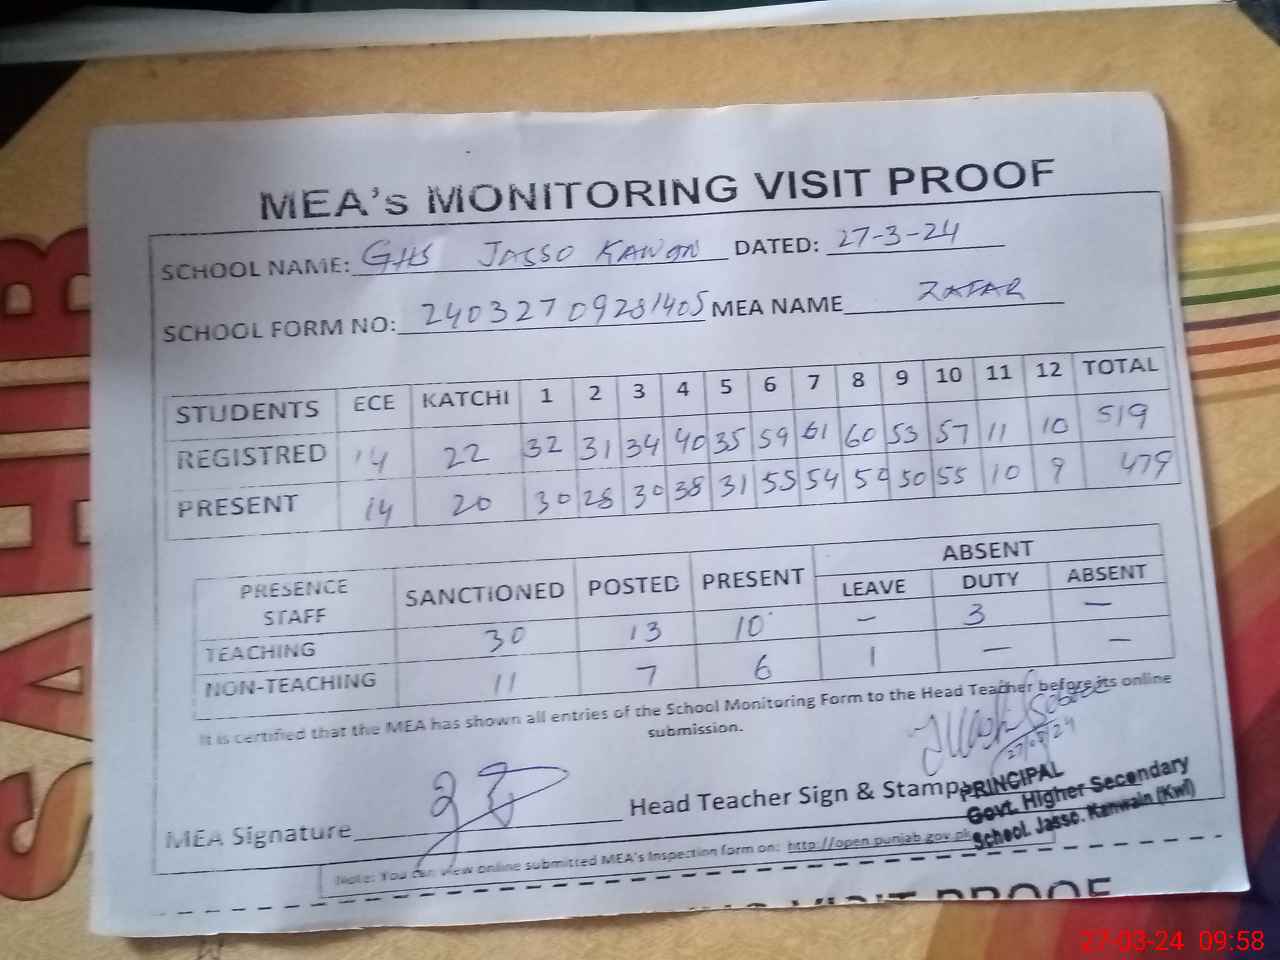 SAHIB
MEA's MONITORING VISIT PROOF
SCHOOL NAME: GHS JASSO KAWON DATED: 27-3-24
SCHOOL FORM NO: 24032709281405 MEA NAME ZAFAR
STUDENTS ECE KATCHI 1 2 3 4 5 6 7 8 9 10 11 12 TOTAL
REGISTRED 14 22 32 31 34 40 35 59 61 60 53 57 11 10 519
PRESENT 14 20 30 28 30 38 31 55 54 50 55 10 9 479
PRESENCE STAFF SANCTIONED POSTED PRESENT ABSENT
LEAVE DUTY ABSENT
TEACHING 30 13 10 – 3 –
NON-TEACHING 11 7 6 1 – –
It is certified that the MEA has shown all entries of the School Monitoring Form to the Head Teacher before its online
submission.
27/03/24
MEA Signature Head Teacher Sign & Stamp
PRINCIPAL
Govt. Higher Secondary
School. Jasso. Kanwain (Kwl)
Note: You can view online submitted MEA's Inspection form on: http://open.punjab.gov.pk
VISIT PROOF
27-03-24 09:58